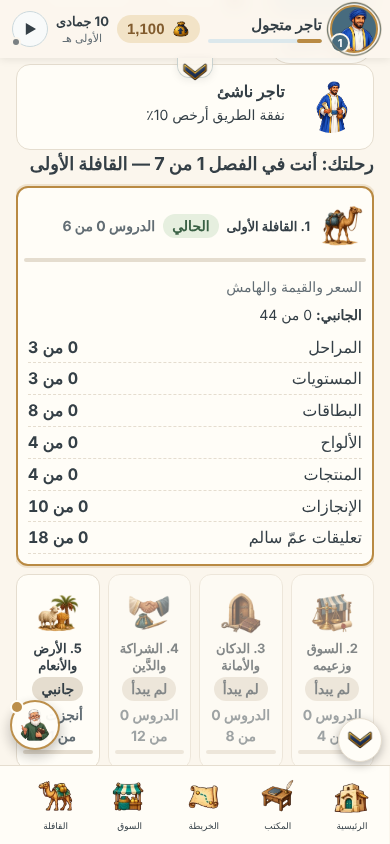 تاجر متجول
1
1,100
10 جمادى
الأولى هـ
تاجر ناشئ
نفقة الطريق أرخص 10٪
رحلتك: أنت في الفصل 1 من 7 — القافلة الأولى
1. القافلة الأولى الحالي الدروس 0 من 6
السعر والقيمة والهامش
الجانبي: 0 من 44
المراحل 0 من 3
المستويات 0 من 3
البطاقات 0 من 8
الألواح 0 من 4
المنتجات 0 من 4
الإنجازات 0 من 10
تعليقات عمّ سالم 0 من 18
2. السوق
وزعيمه
لم يبدأ
الدروس 0
من 4
3. الدكان
والأمانة
لم يبدأ
الدروس 0
من 8
4. الشراكة
والدَّين
لم يبدأ
الدروس 0
من 12
5. الأرض
والأنعام
جانبي
من
الرئيسية
المكتب
الخريطة
السوق
القافلة